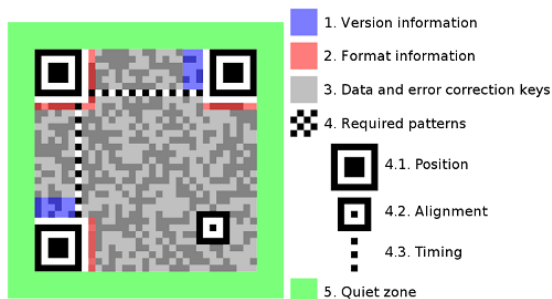 1. Version information
2. Format information
3. Data and error correction keys
4. Required patterns
4.1. Position
4.2. Alignment
4.3. Timing
5. Quiet zone